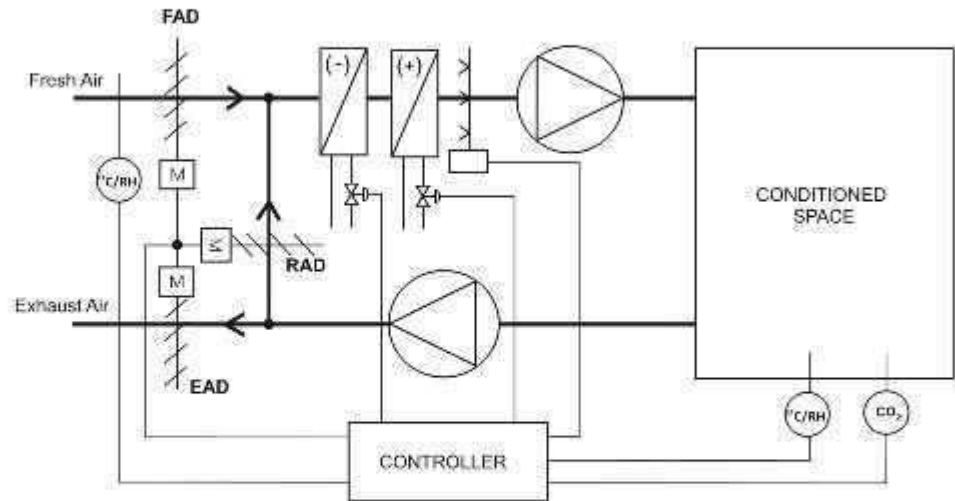 FAD
Fresh Air
(-)
(+)
°C/RH
M
CONDITIONED
SPACE
M
RAD
M
Exhaust Air
EAD
°C/RH
CO₂
CONTROLLER